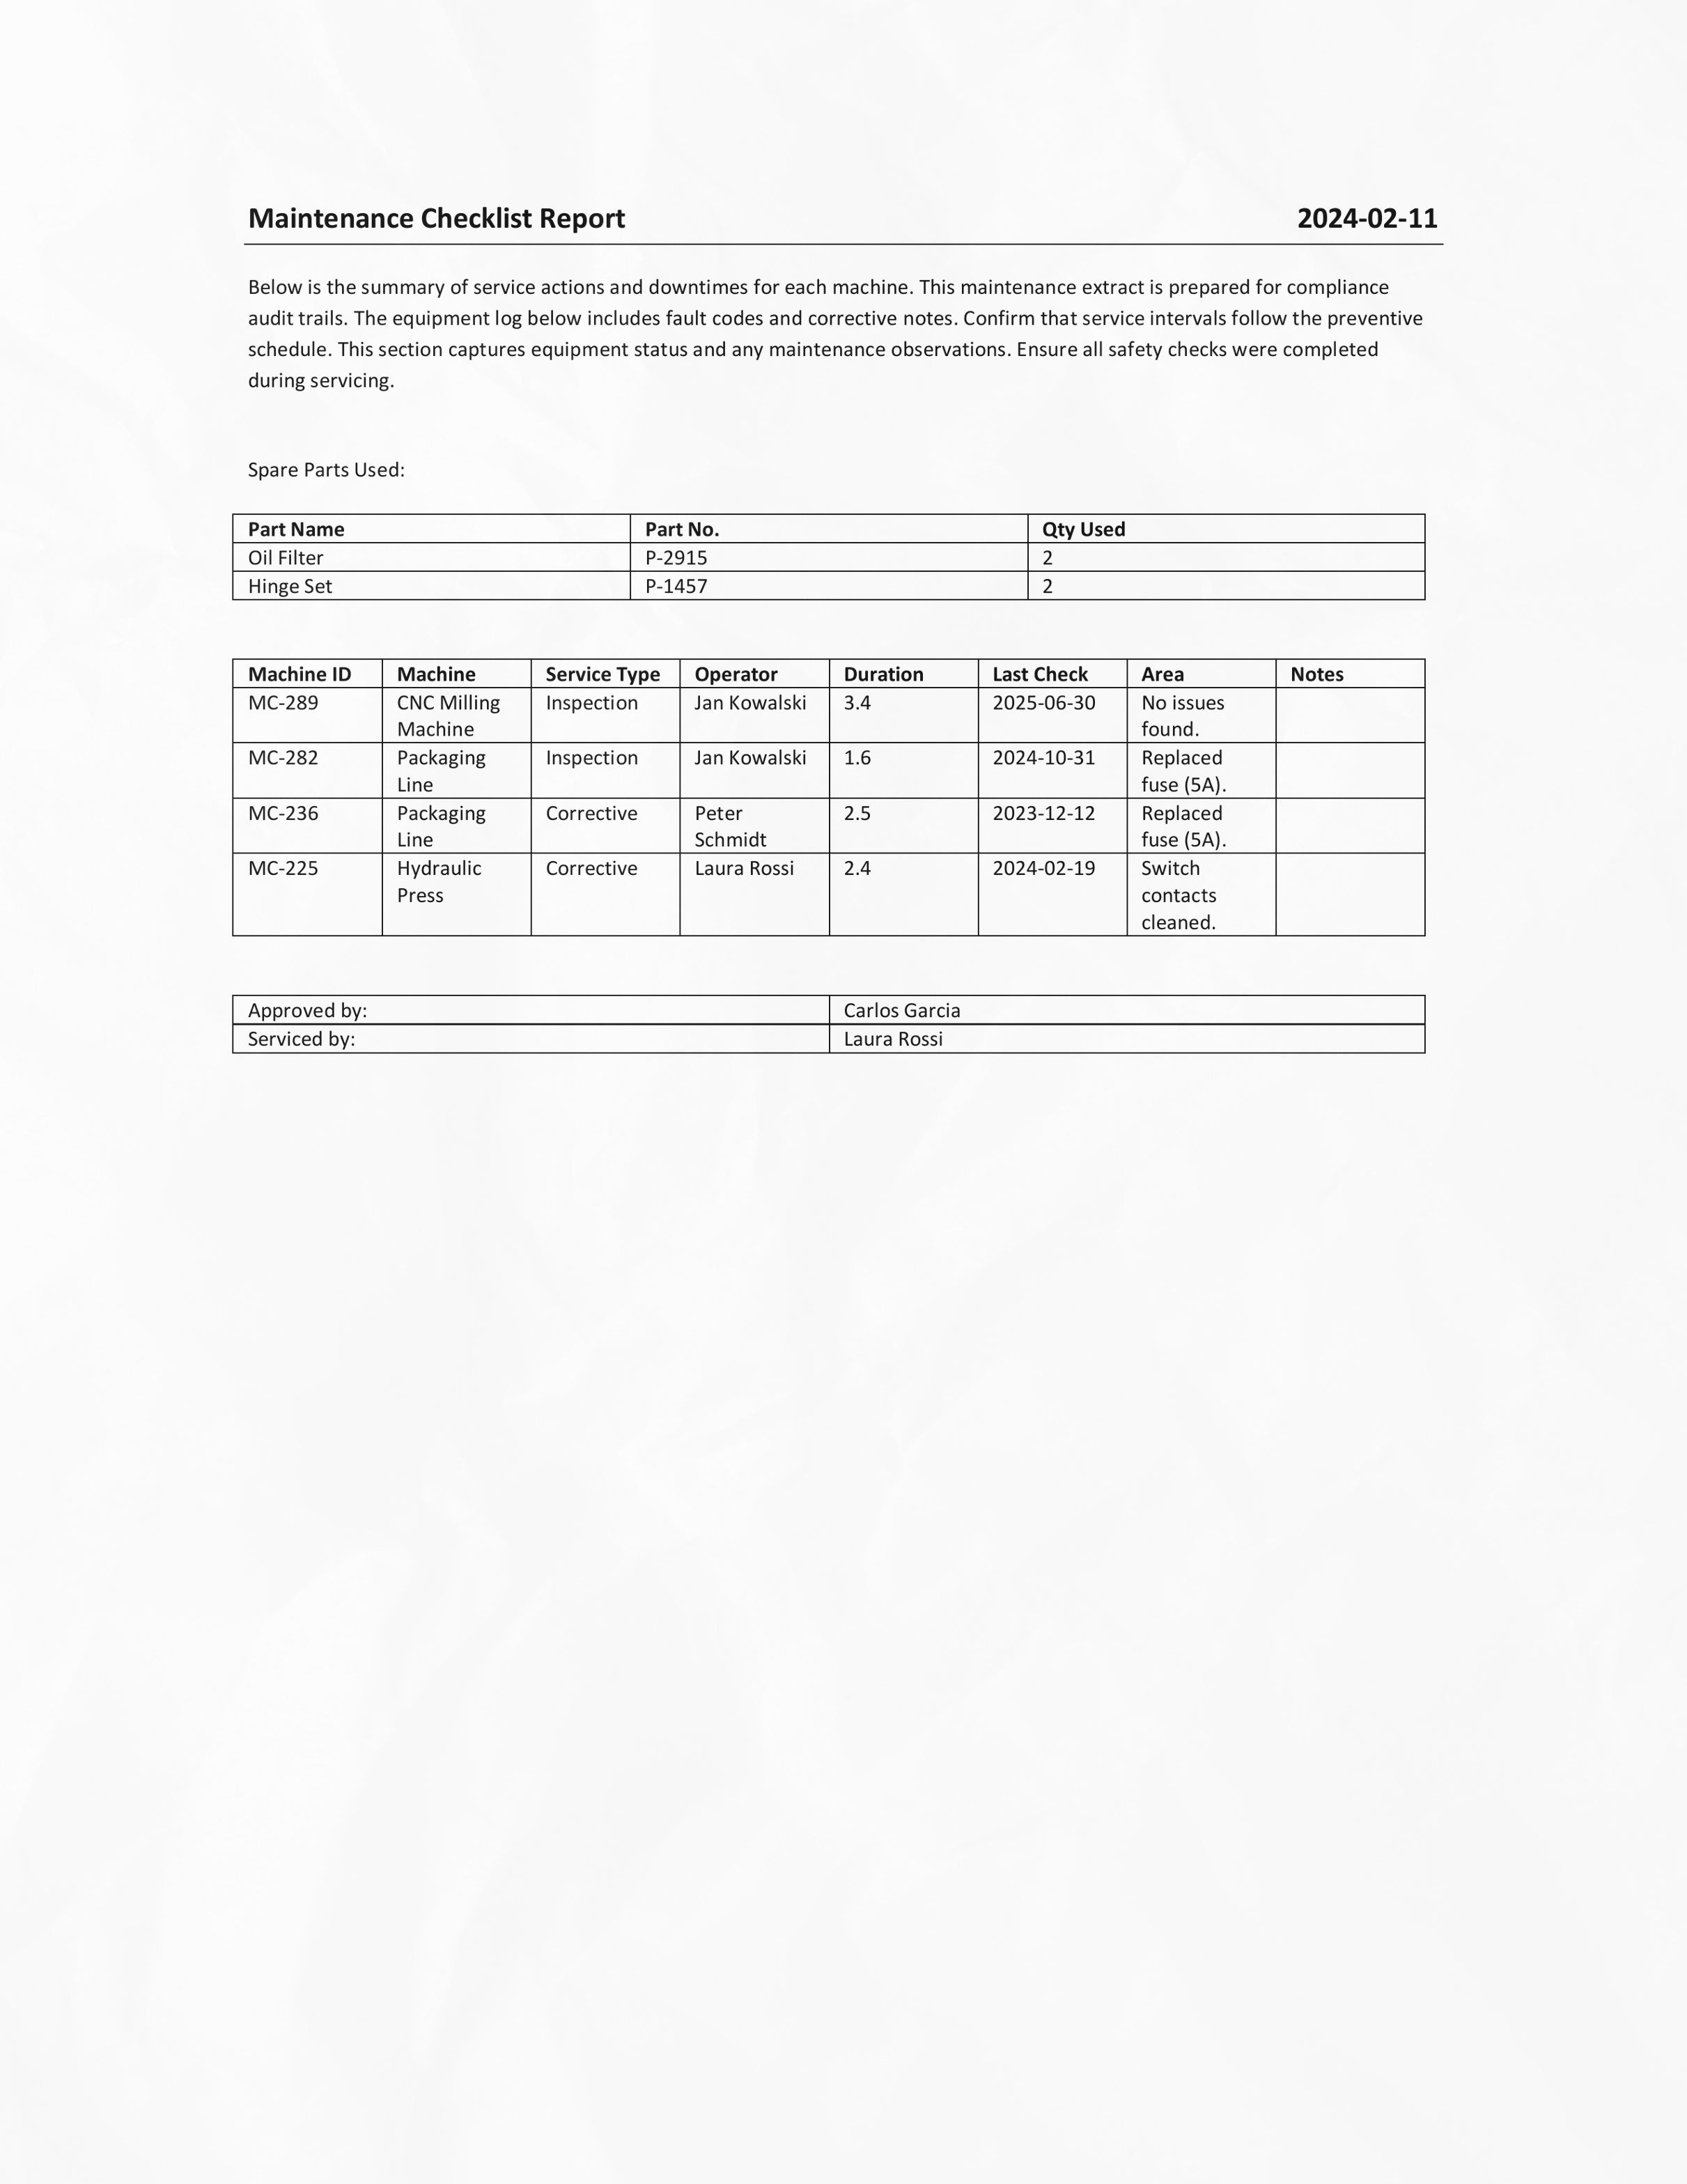 Maintenance Checklist Report 2024-02-11
Below is the summary of service actions and downtimes for each machine. This maintenance extract is prepared for compliance
audit trails. The equipment log below includes fault codes and corrective notes. Confirm that service intervals follow the preventive
schedule. This section captures equipment status and any maintenance observations. Ensure all safety checks were completed
during servicing.
Spare Parts Used:
Part Name Part No. Qty Used
Oil Filter P-2915 2
Hinge Set P-1457 2
Machine ID Machine Service Type Operator Duration Last Check Area Notes
MC-289 CNC Milling Inspection Jan Kowalski 3.4 2025-06-30 No issues
Machine found.
MC-282 Packaging Inspection Jan Kowalski 1.6 2024-10-31 Replaced
Line fuse (5A).
MC-236 Packaging Corrective Peter 2.5 2023-12-12 Replaced
Line Schmidt fuse (5A).
MC-225 Hydraulic Corrective Laura Rossi 2.4 2024-02-19 Switch
Press contacts
cleaned.
Approved by: Carlos Garcia
Serviced by: Laura Rossi